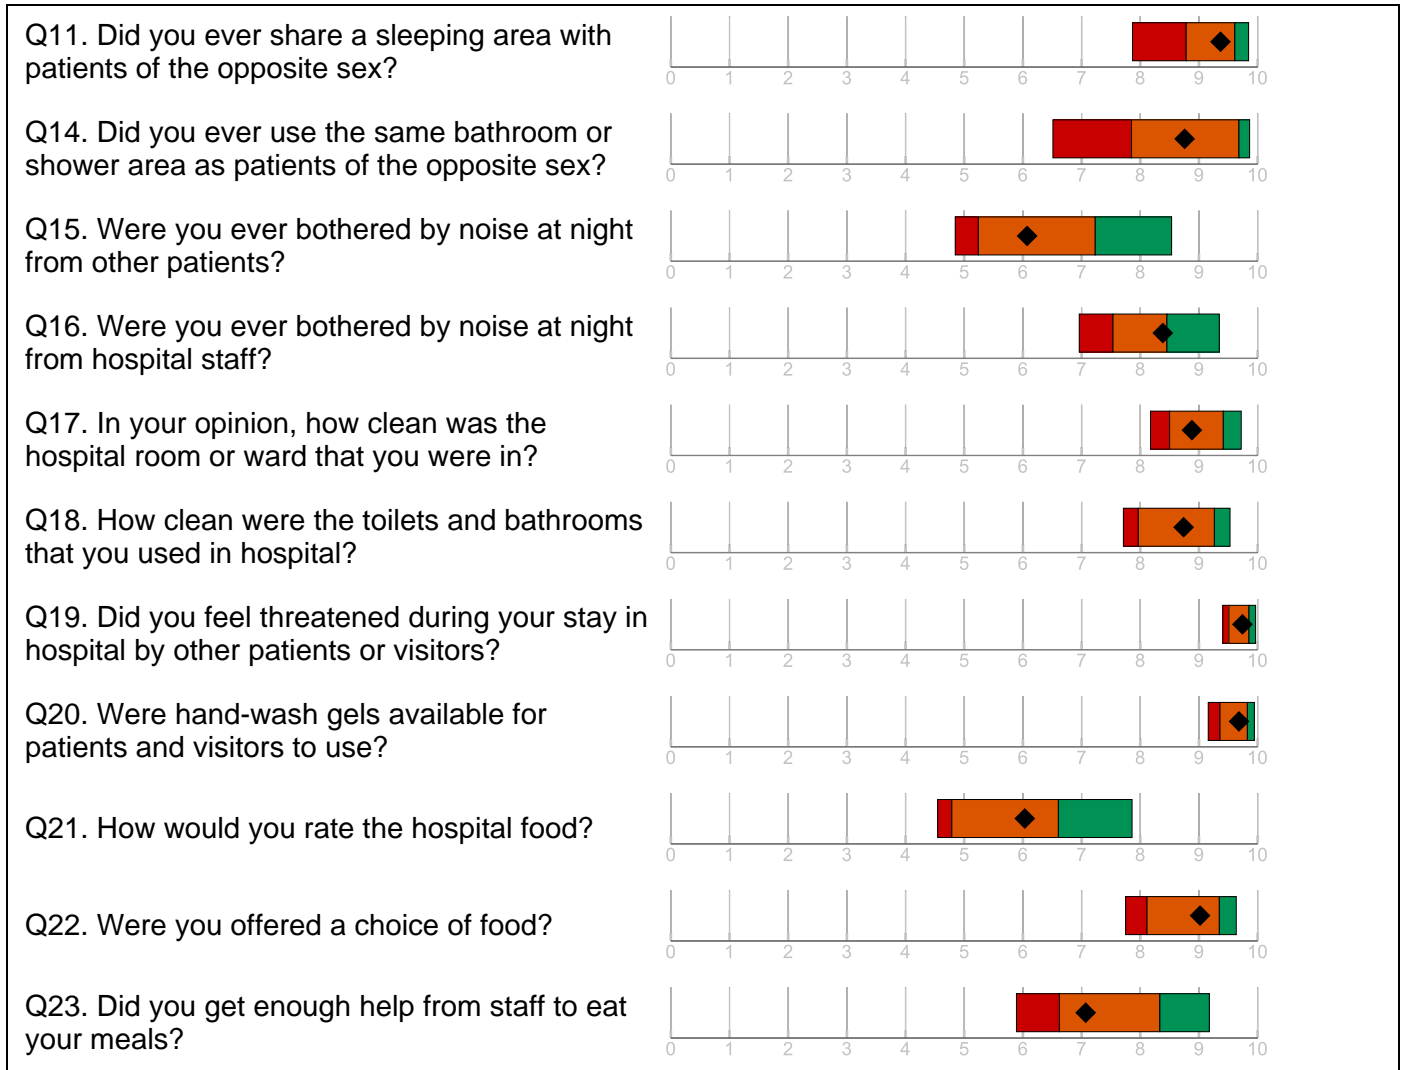 Q11. Did you ever share a sleeping area with
patients of the opposite sex?
0 1 2 3 4 5 6 7 8 9 10
Q14. Did you ever use the same bathroom or
shower area as patients of the opposite sex?
0 1 2 3 4 5 6 7 8 9 10
Q15. Were you ever bothered by noise at night
from other patients?
0 1 2 3 4 5 6 7 8 9 10
Q16. Were you ever bothered by noise at night
from hospital staff?
0 1 2 3 4 5 6 7 8 9 10
Q17. In your opinion, how clean was the
hospital room or ward that you were in?
0 1 2 3 4 5 6 7 8 9 10
Q18. How clean were the toilets and bathrooms
that you used in hospital?
0 1 2 3 4 5 6 7 8 9 10
Q19. Did you feel threatened during your stay in
hospital by other patients or visitors?
0 1 2 3 4 5 6 7 8 9 10
Q20. Were hand-wash gels available for
patients and visitors to use?
0 1 2 3 4 5 6 7 8 9 10
Q21. How would you rate the hospital food?
0 1 2 3 4 5 6 7 8 9 10
Q22. Were you offered a choice of food?
0 1 2 3 4 5 6 7 8 9 10
Q23. Did you get enough help from staff to eat
your meals?
0 1 2 3 4 5 6 7 8 9 10